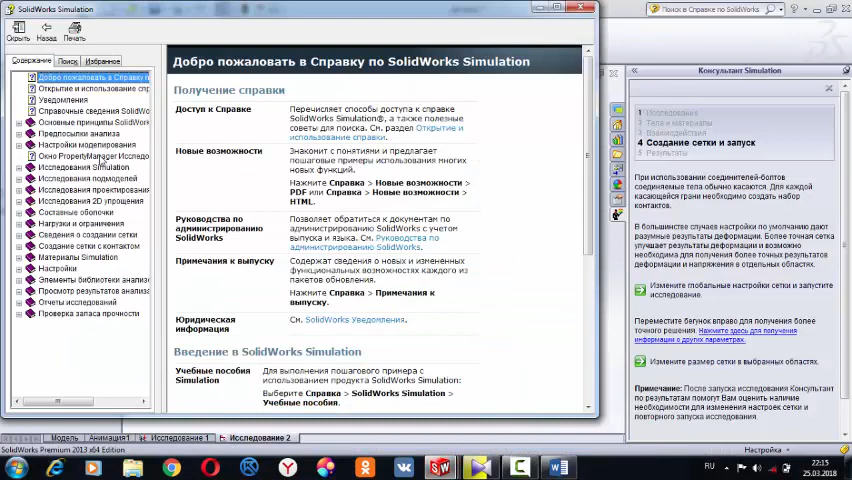 SolidWorks Simulation
Поиск в Справке по SolidWorks
Скрыть Назад Печать
Содержание Поиск Избранное
Добро пожаловать в Справку п
Открытие и использование спр
Уведомления
Справочные сведения SolidWo
Основные принципы SolidWork
Предпосылки анализа
Настройки моделирования
Окно PropertyManager Исследо
Исследования Simulation
Исследования подмоделей
Исследования проектирования
Исследования 2D упрощения
Составные оболочки
Нагрузки и ограничения
Сведения о создании сетки
Создание сетки с контактом
Материалы Simulation
Настройки
Элементы библиотеки анализа
Просмотр результатов анализа
Отчеты исследований
Проверка запаса прочности
Добро пожаловать в Справку по SolidWorks Simulation
Получение справки
Доступ к Справке
Перечисляет способы доступа к справке
SolidWorks Simulation®, а также полезные
советы для поиска. См. раздел Открытие и
использование справки.
Новые возможности
Знакомит с понятиями и предлагает
пошаговые примеры использования многих
новых функций.
Нажмите Справка > Новые возможности >
PDF или Справка > Новые возможности >
HTML.
Руководства по
администрированию
SolidWorks
Позволяет обратиться к документам по
администрированию SolidWorks с учетом
выпуска и языка. См. Руководства по
администрированию SolidWorks.
Примечания к выпуску
Содержат сведения о новых и измененных
функциональных возможностях каждого из
пакетов обновления.
Нажмите Справка > Примечания к
выпуску.
Юридическая
информация
См. SolidWorks Уведомления.
Введение в SolidWorks Simulation
Учебные пособия
Simulation
Для выполнения пошагового примера с
использованием продукта SolidWorks Simulation:
Выберите Справка > SolidWorks Simulation >
Учебные пособия.
Консультант Simulation
1 Исследование
2 Тела и материалы
3 Взаимодействия
4 Создание сетки и запуск
5 Результаты
При использовании соединителей-болтов
соединяемые тела обычно касаются. Для каждой
касающейся грани необходимо создать набор
контактов.
В большинстве случаев настройки по умолчанию дают
разумные результаты деформации. Более точная сетка
улучшает результаты деформации и возможно
необходима для получения более точных результатов
деформации и напряжения в отдельных областях.
Измените глобальные настройки сетки и запустите
исследование.
Переместите бегунок вправо для получения более
точного решения. Нажмите здесь для получения
информации о других параметрах.
Измените размер сетки в выбранных областях.
Примечание: После запуска исследования Консультант
по результатам помогут Вам оценить наличие
необходимости для изменения настроек сетки и
повторного запуска исследования.
Модель Анимация1 Исследование 1 Исследование 2
SolidWorks Premium 2013 x64 Edition
Настройка
RU
22:15
25.03.2018